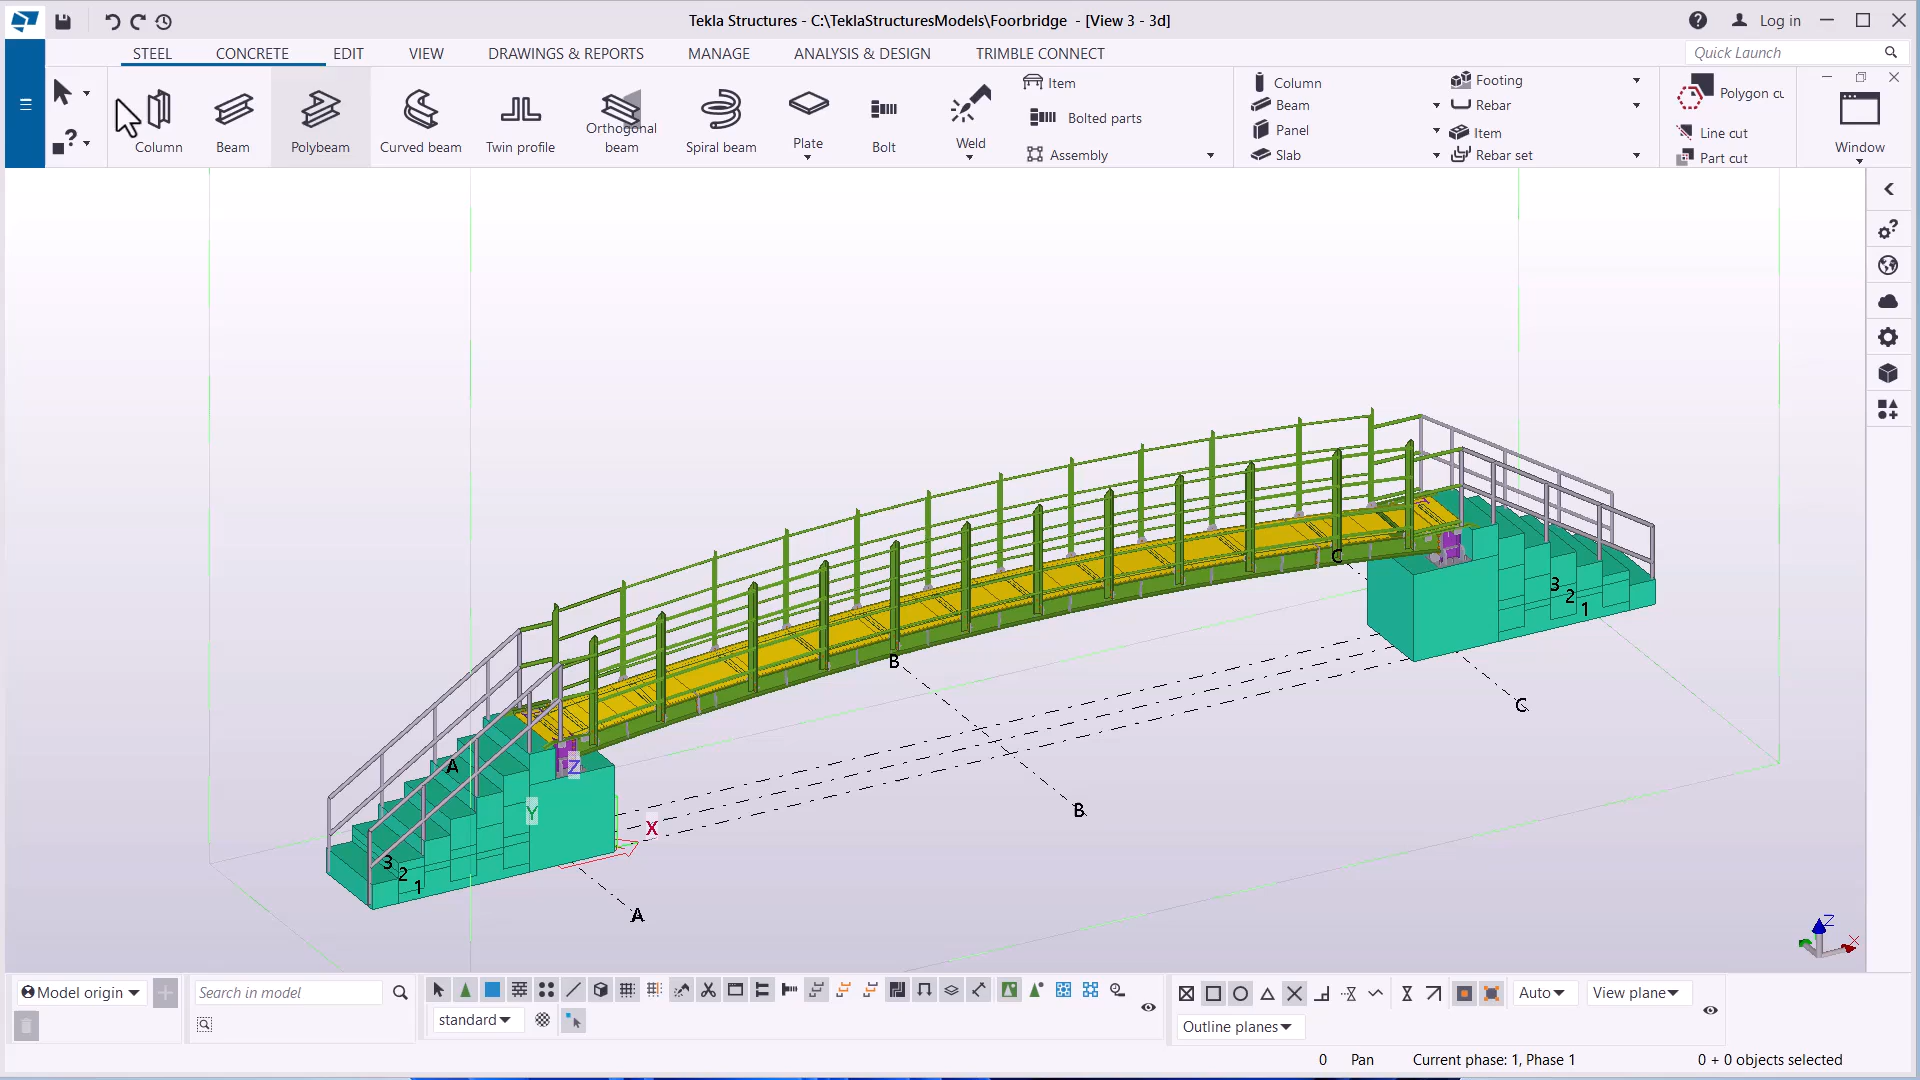 Tekla Structures - C:\TeklaStructuresModels\Foorbridge - [View 3 - 3d]
Log in
STEEL CONCRETE EDIT VIEW DRAWINGS & REPORTS MANAGE ANALYSIS & DESIGN TRIMBLE CONNECT
Quick Launch
Column
Beam
Polybeam
Curved beam
Twin profile
Orthogonal
beam
Spiral beam
Plate
Bolt
Weld
Item
Bolted parts
Assembly
Column
Beam
Panel
Slab
Footing
Rebar
Item
Rebar set
Polygon cu
Line cut
Part cut
Window
C
3
2
1
B
C
A
Z
Y
X
B
3
2
1
A
Z
X
Model origin
Search in model
standard
Auto
View plane
Outline planes
0 Pan Current phase: 1, Phase 1 0 + 0 objects selected